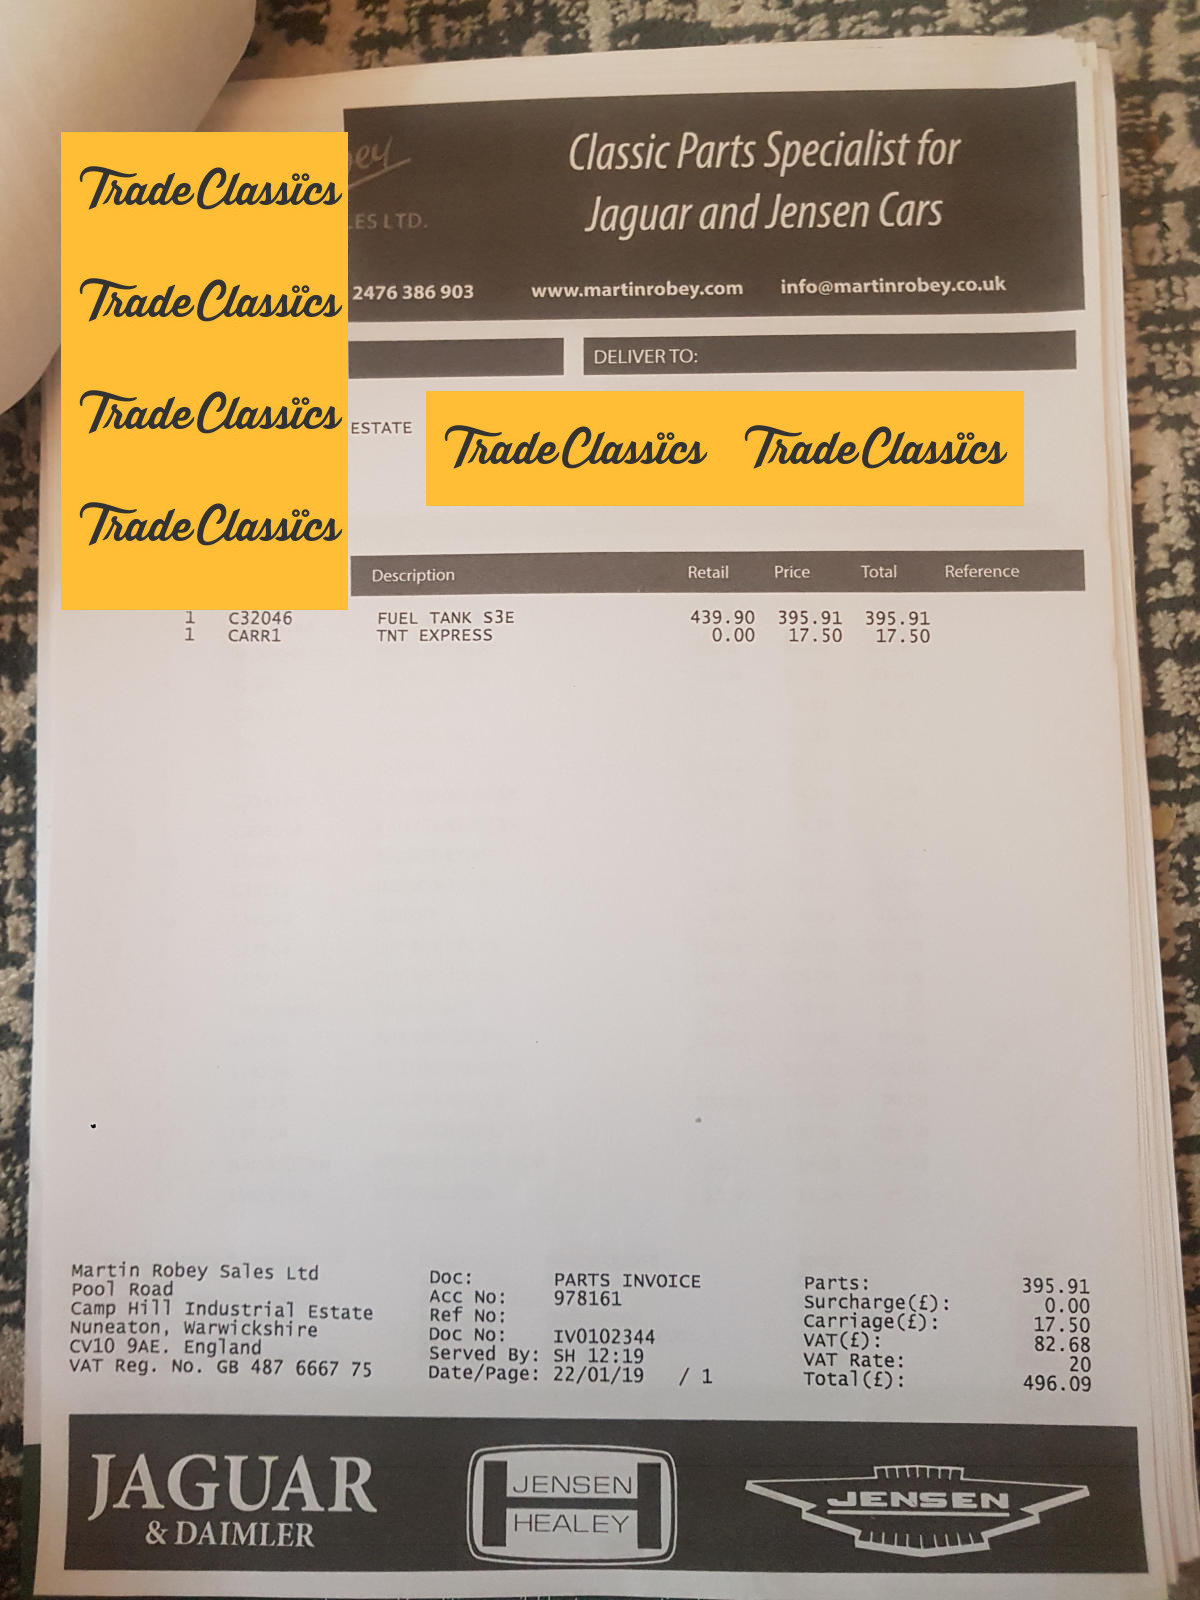 Classic Parts Specialist for
Jaguar and Jensen Cars
LES LTD.
2476 386 903 www.martinrobey.com info@martinrobey.co.uk
Trade Classics
Trade Classics
Trade Classics
Trade Classics
DELIVER TO:
ESTATE
Trade Classics Trade Classics
Description Retail Price Total Reference
1 C32046 FUEL TANK S3E 439.90 395.91 395.91
1 CARR1 TNT EXPRESS 0.00 17.50 17.50
Martin Robey Sales Ltd
Pool Road
Camp Hill Industrial Estate
Nuneaton, Warwickshire
CV10 9AE. England
VAT Reg. No. GB 487 6667 75
Doc: PARTS INVOICE
Acc No: 978161
Ref No:
Doc No: IV0102344
Served By: SH 12:19
Date/Page: 22/01/19 / 1
Parts: 395.91
Surcharge(£): 0.00
Carriage(£): 17.50
VAT(£): 82.68
VAT Rate: 20
Total(£): 496.09
JAGUAR
& DAIMLER
JENSEN
HEALEY
JENSEN